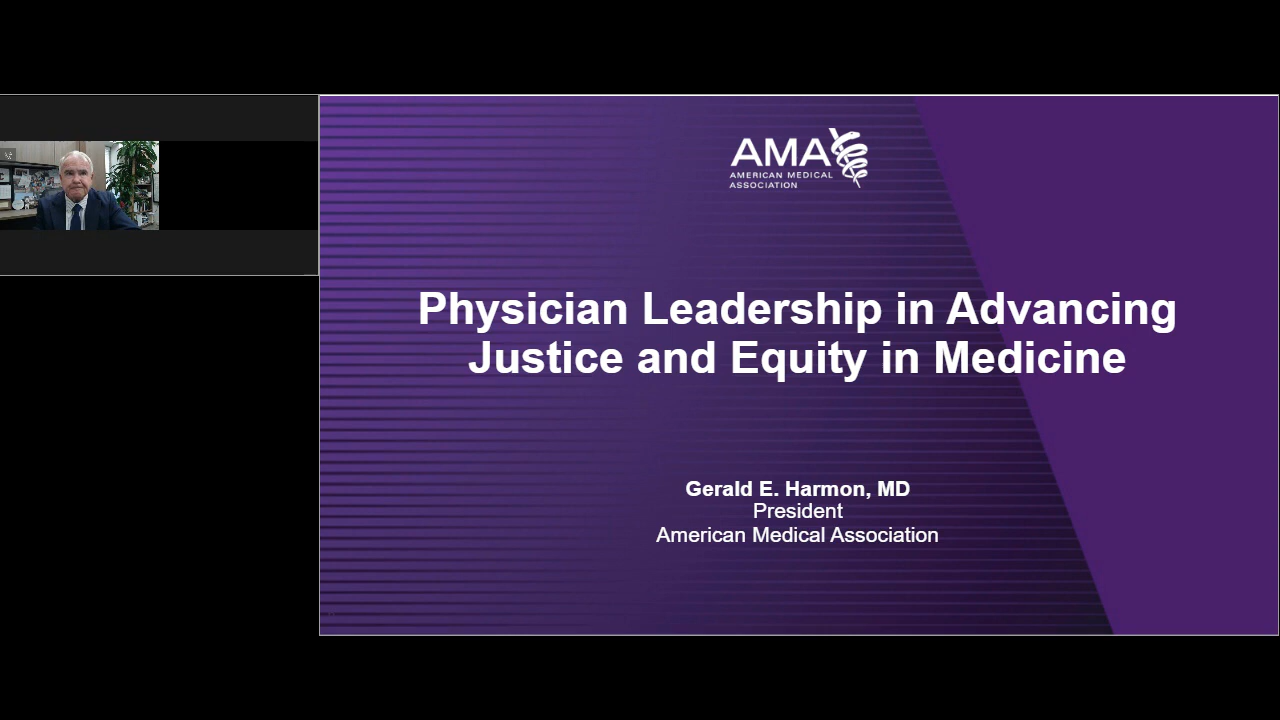 AMA
AMERICAN MEDICAL
ASSOCIATION
Physician Leadership in Advancing
Justice and Equity in Medicine
Gerald E. Harmon, MD
President
American Medical Association